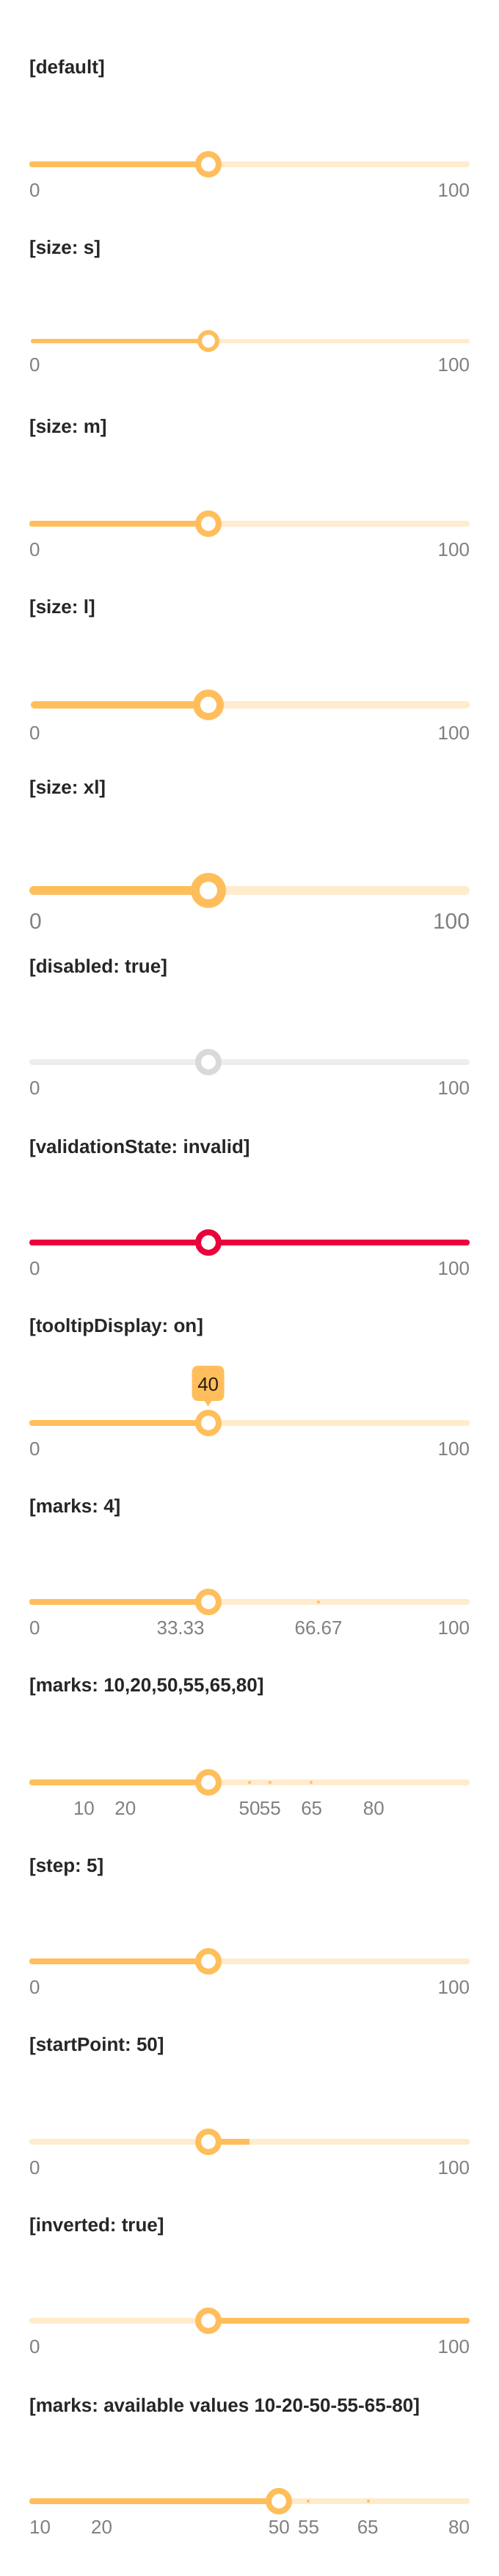 [default]
0 100
[size: s]
0 100
[size: m]
0 100
[size: l]
0 100
[size: xl]
0 100
[disabled: true]
0 100
[validationState: invalid]
0 100
[tooltipDisplay: on]
40
0 100
[marks: 4]
0 33.33 66.67 100
[marks: 10,20,50,55,65,80]
10 20 50 55 65 80
[step: 5]
0 100
[startPoint: 50]
0 100
[inverted: true]
0 100
[marks: available values 10-20-50-55-65-80]
10 20 50 55 65 80